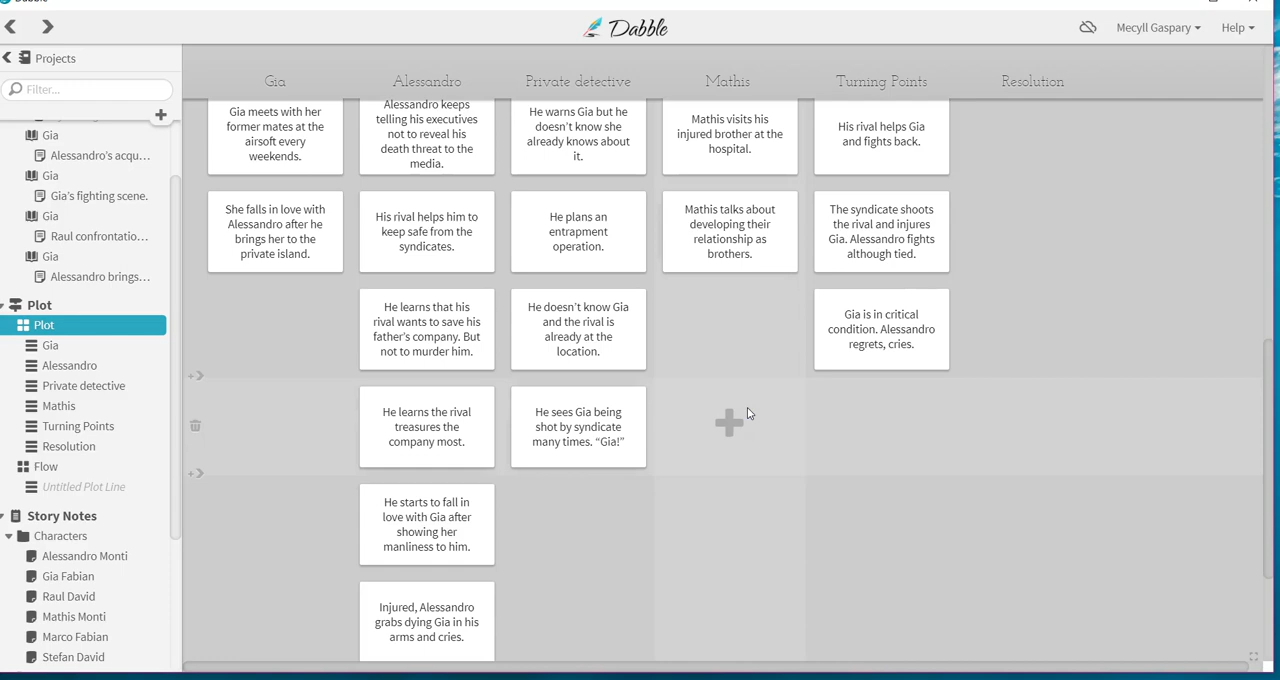 Dabble
Dabble
Mecyll Gaspary
Help
Projects
Filter...
Gia
Alessandro's acqu...
Gia
Gia's fighting scene.
Gia
Raul confrontatio...
Gia
Alessandro brings...
Plot
Plot
Gia
Alessandro
Private detective
Mathis
Turning Points
Resolution
Flow
Untitled Plot Line
Story Notes
Characters
Alessandro Monti
Gia Fabian
Raul David
Mathis Monti
Marco Fabian
Stefan David
Gia
Alessandro
Private detective
Mathis
Turning Points
Resolution
Gia meets with her
former mates at the
airsoft every
weekends.
Alessandro keeps
telling his executives
not to reveal his
death threat to the
media.
He warns Gia but he
doesn't know she
already knows about
it.
Mathis visits his
injured brother at the
hospital.
His rival helps Gia
and fights back.
She falls in love with
Alessandro after he
brings her to the
private island.
His rival helps him to
keep safe from the
syndicates.
He plans an
entrapment
operation.
Mathis talks about
developing their
relationship as
brothers.
The syndicate shoots
the rival and injures
Gia. Alessandro fights
although tied.
He learns that his
rival wants to save his
father's company. But
not to murder him.
He doesn't know Gia
and the rival is
already at the
location.
Gia is in critical
condition. Alessandro
regrets, cries.
He learns the rival
treasures the
company most.
He sees Gia being
shot by syndicate
many times. "Gia!"
He starts to fall in
love with Gia after
showing her
manliness to him.
Injured, Alessandro
grabs dying Gia in his
arms and cries.